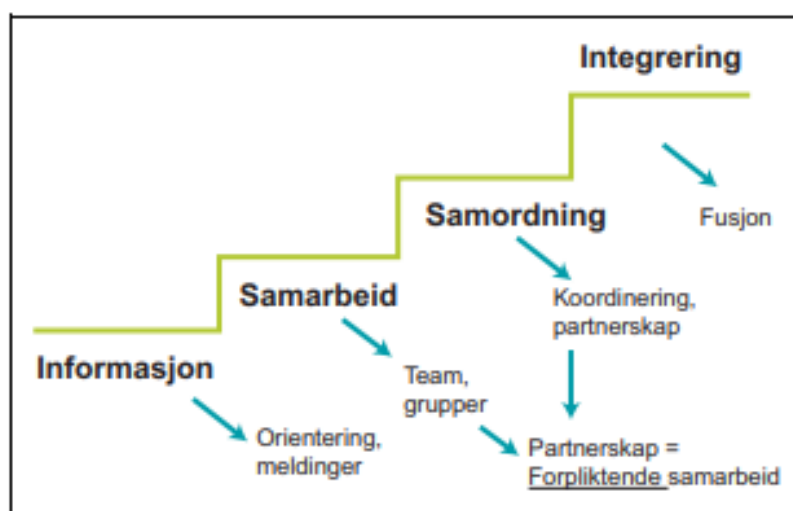 Integrering
Fusjon
Samordning
Koordinering,
partnerskap
Samarbeid
Team,
grupper
Partnerskap =
Forpliktende samarbeid
Informasjon
Orientering,
meldinger